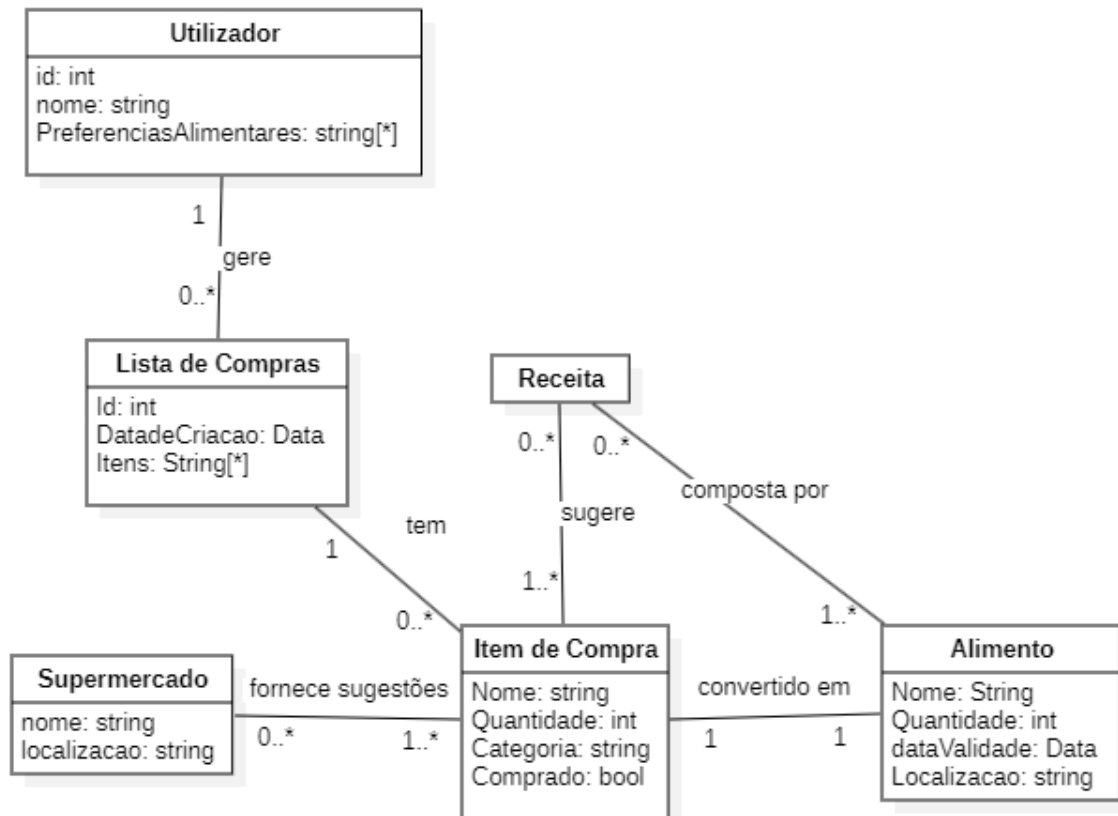 Utilizador
id: int
nome: string
PreferenciasAlimentares: string[*]
1
gere
0..*
Lista de Compras
Id: int
DatadeCriacao: Data
Itens: String[*]
Receita
0..*
0..*
composta por
sugere
tem
1
1..*
0..*
1..*
Supermercado
nome: string
localizacao: string
fornece sugestões
0..*
1..*
Item de Compra
Nome: string
Quantidade: int
Categoria: string
Comprado: bool
convertido em
1
1
Alimento
Nome: String
Quantidade: int
dataValidade: Data
Localizacao: string